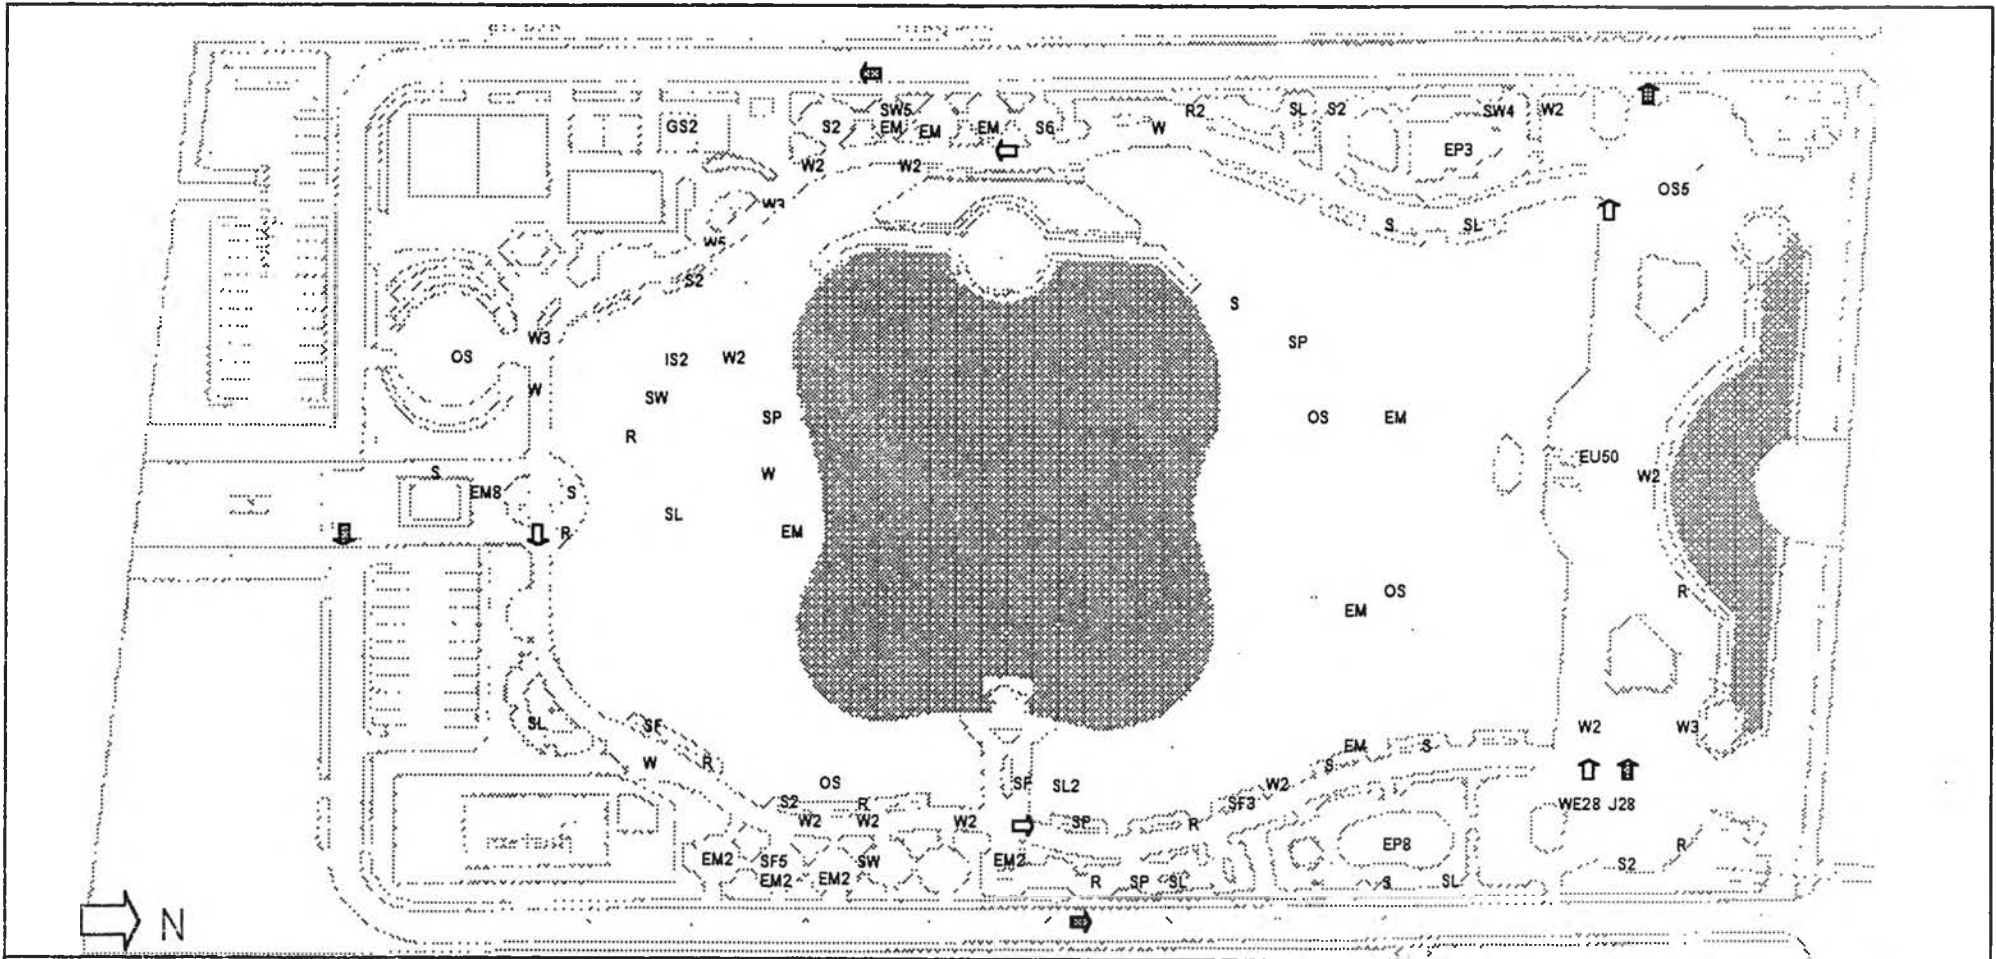 SW5 R2 SL S2 SW4 W2
GS2 S2 EM EM EM S6 W
EP3
W2 W2
OS5
W3
S SL
W5
S2
S
W3 SP
OS IS2 W2
W
SW
SP OS EM
R
EU50
S W W2
EM8 S
SL
R EM
OS R
EM
SL SF W2 W3
EM S
W R S
OS SF SL2 W2
S2 R SF3 WE28 J28
W2 W2 W2 SP R
EP8 R
EM2 SF5 SW EM2 S2
EM2 EM2 R SP SL S SL
N